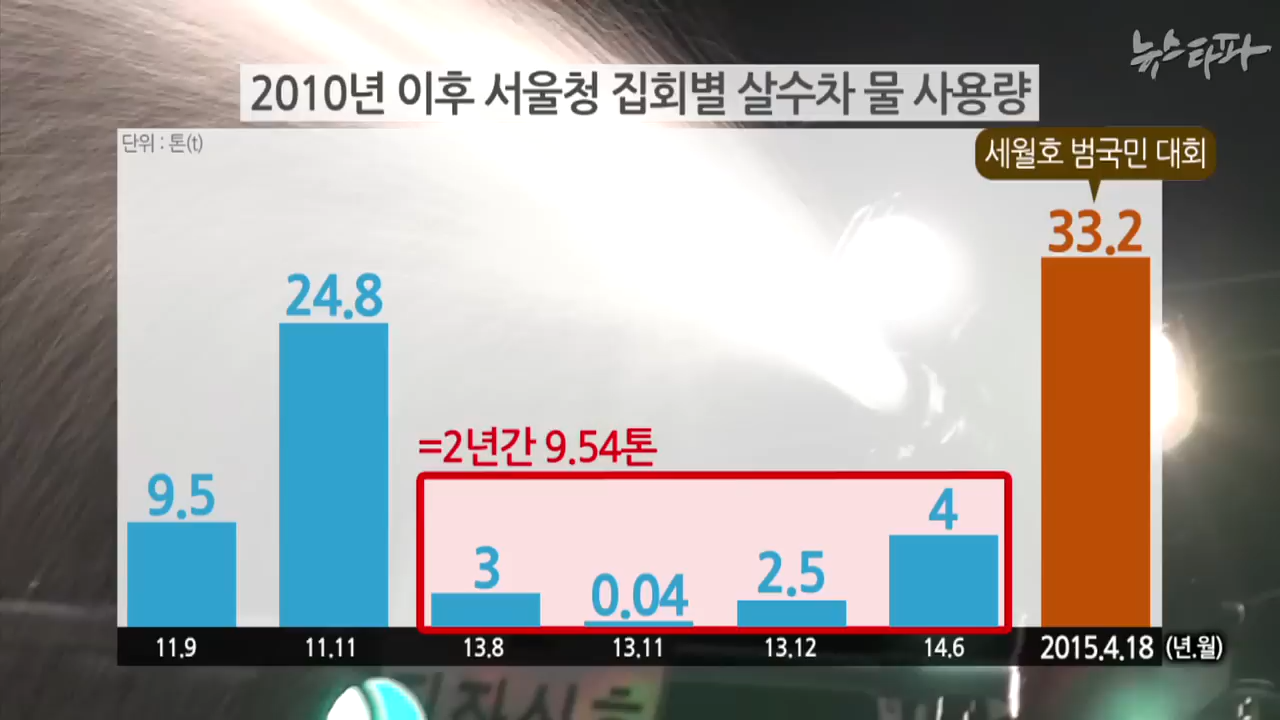 뉴스타파
2010년 이후 서울청 집회별 살수차 물 사용량
단위 : 톤(t)
세월호 범국민 대회
33.2
24.8
=2년간 9.54톤
9.5
4
3
0.04
2.5
11.9 11.11 13.8 13.11 13.12 14.6 2015.4.18 (년.월)